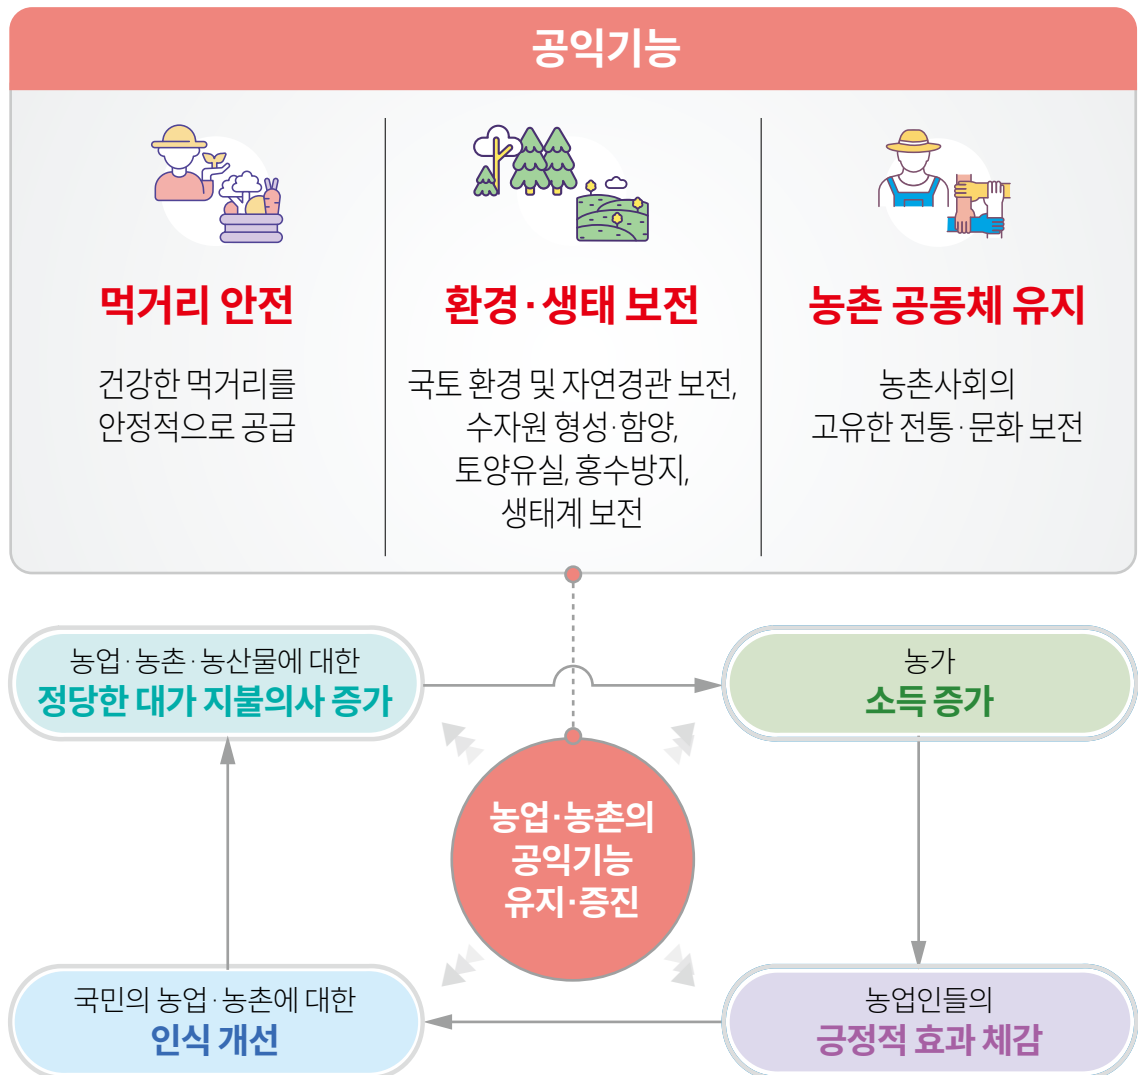 공익기능
먹거리 안전
건강한 먹거리를
안정적으로 공급
환경·생태 보전
국토 환경 및 자연경관 보전,
수자원 형성·함양,
토양유실, 홍수방지,
생태계 보전
농촌 공동체 유지
농촌사회의
고유한 전통·문화 보전
농업·농촌·농산물에 대한
정당한 대가 지불의사 증가
농가
소득 증가
농업·농촌의
공익기능
유지·증진
국민의 농업·농촌에 대한
인식 개선
농업인들의
긍정적 효과 체감